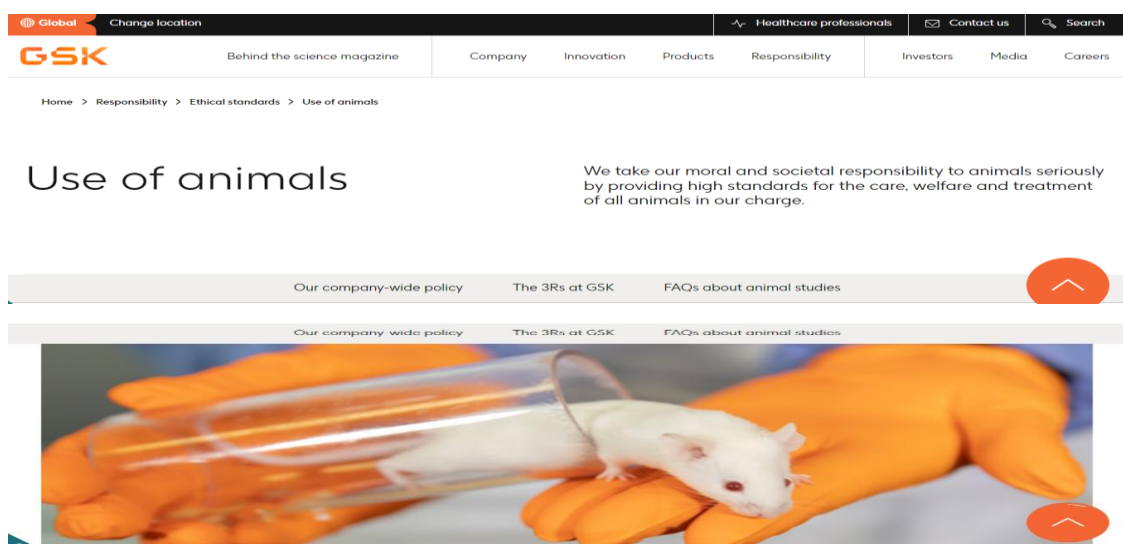 Global Change location Healthcare professionals Contact us Search
GSK Behind the science magazine Company Innovation Products Responsibility Investors Media Careers
Home > Responsibility > Ethical standards > Use of animals
Use of animals
We take our moral and societal responsibility to animals seriously
by providing high standards for the care, welfare and treatment
of all animals in our charge.
Our company-wide policy The 3Rs at GSK FAQs about animal studies
Our company-wide policy The 3Rs at GSK FAQs about animal studies